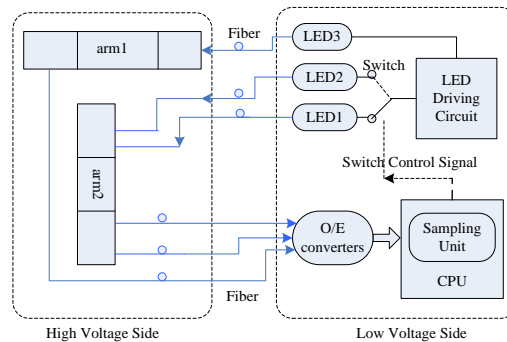 arm1
Fiber
LED3
LED2
Switch
LED1
LED
Driving
Circuit
arm2
Switch Control Signal
O/E
converters
Sampling
Unit
CPU
Fiber
High Voltage Side
Low Voltage Side